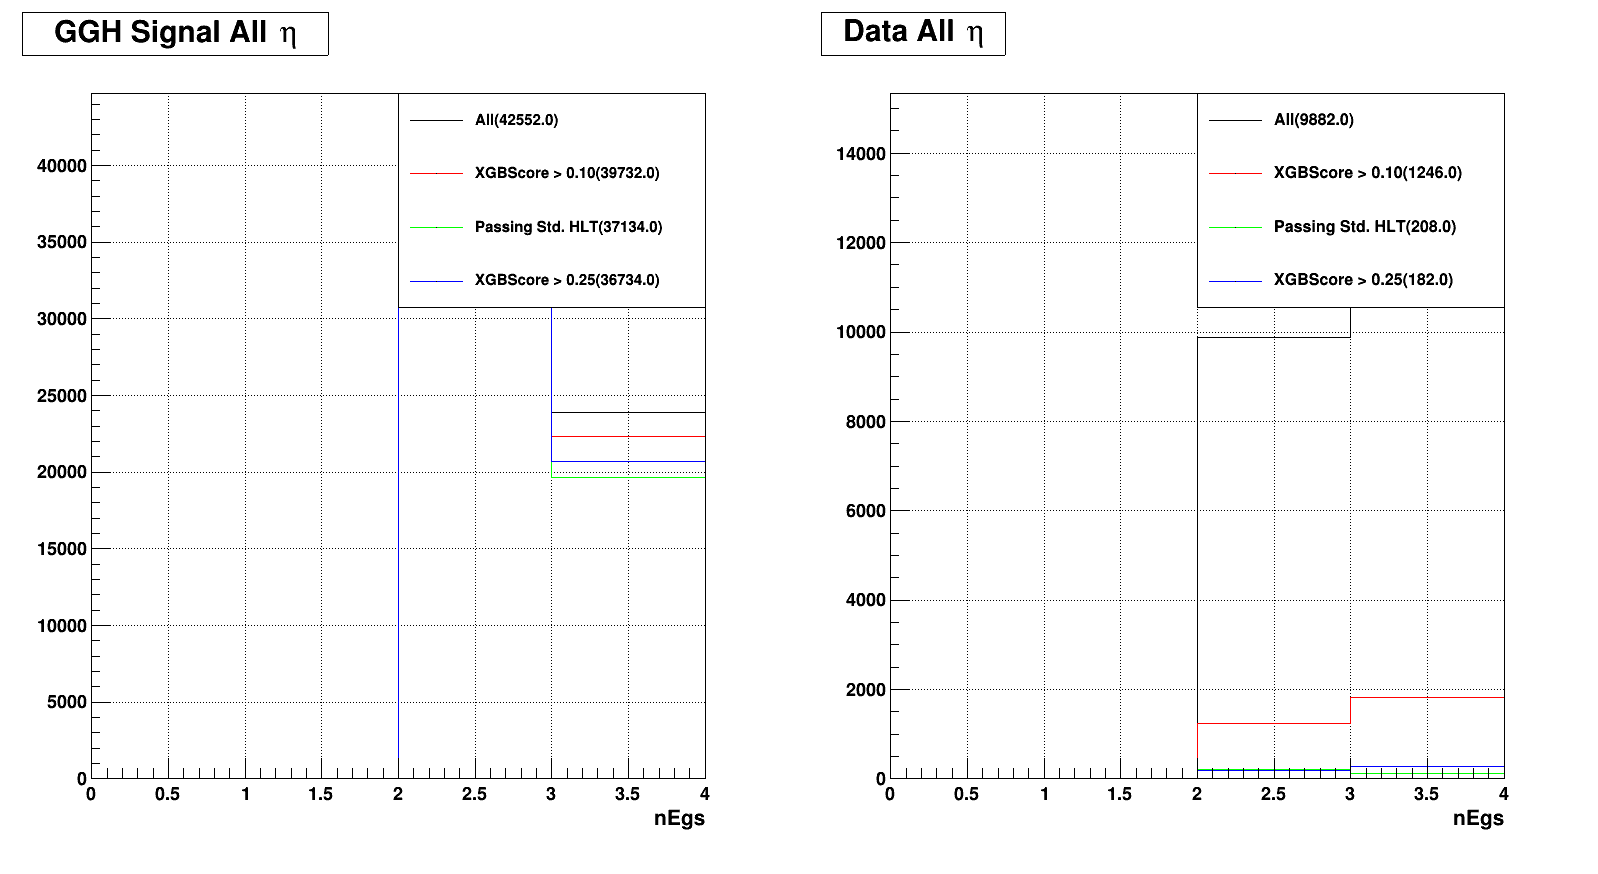 GGH Signal All η
All(42552.0)
XGBScore > 0.10(39732.0)
Passing Std. HLT(37134.0)
XGBScore > 0.25(36734.0)
40000
35000
30000
25000
20000
15000
10000
5000
0
0 0.5 1 1.5 2 2.5 3 3.5 4
nEgs
Data All η
All(9882.0)
XGBScore > 0.10(1246.0)
Passing Std. HLT(208.0)
XGBScore > 0.25(182.0)
14000
12000
10000
8000
6000
4000
2000
0
0 0.5 1 1.5 2 2.5 3 3.5 4
nEgs